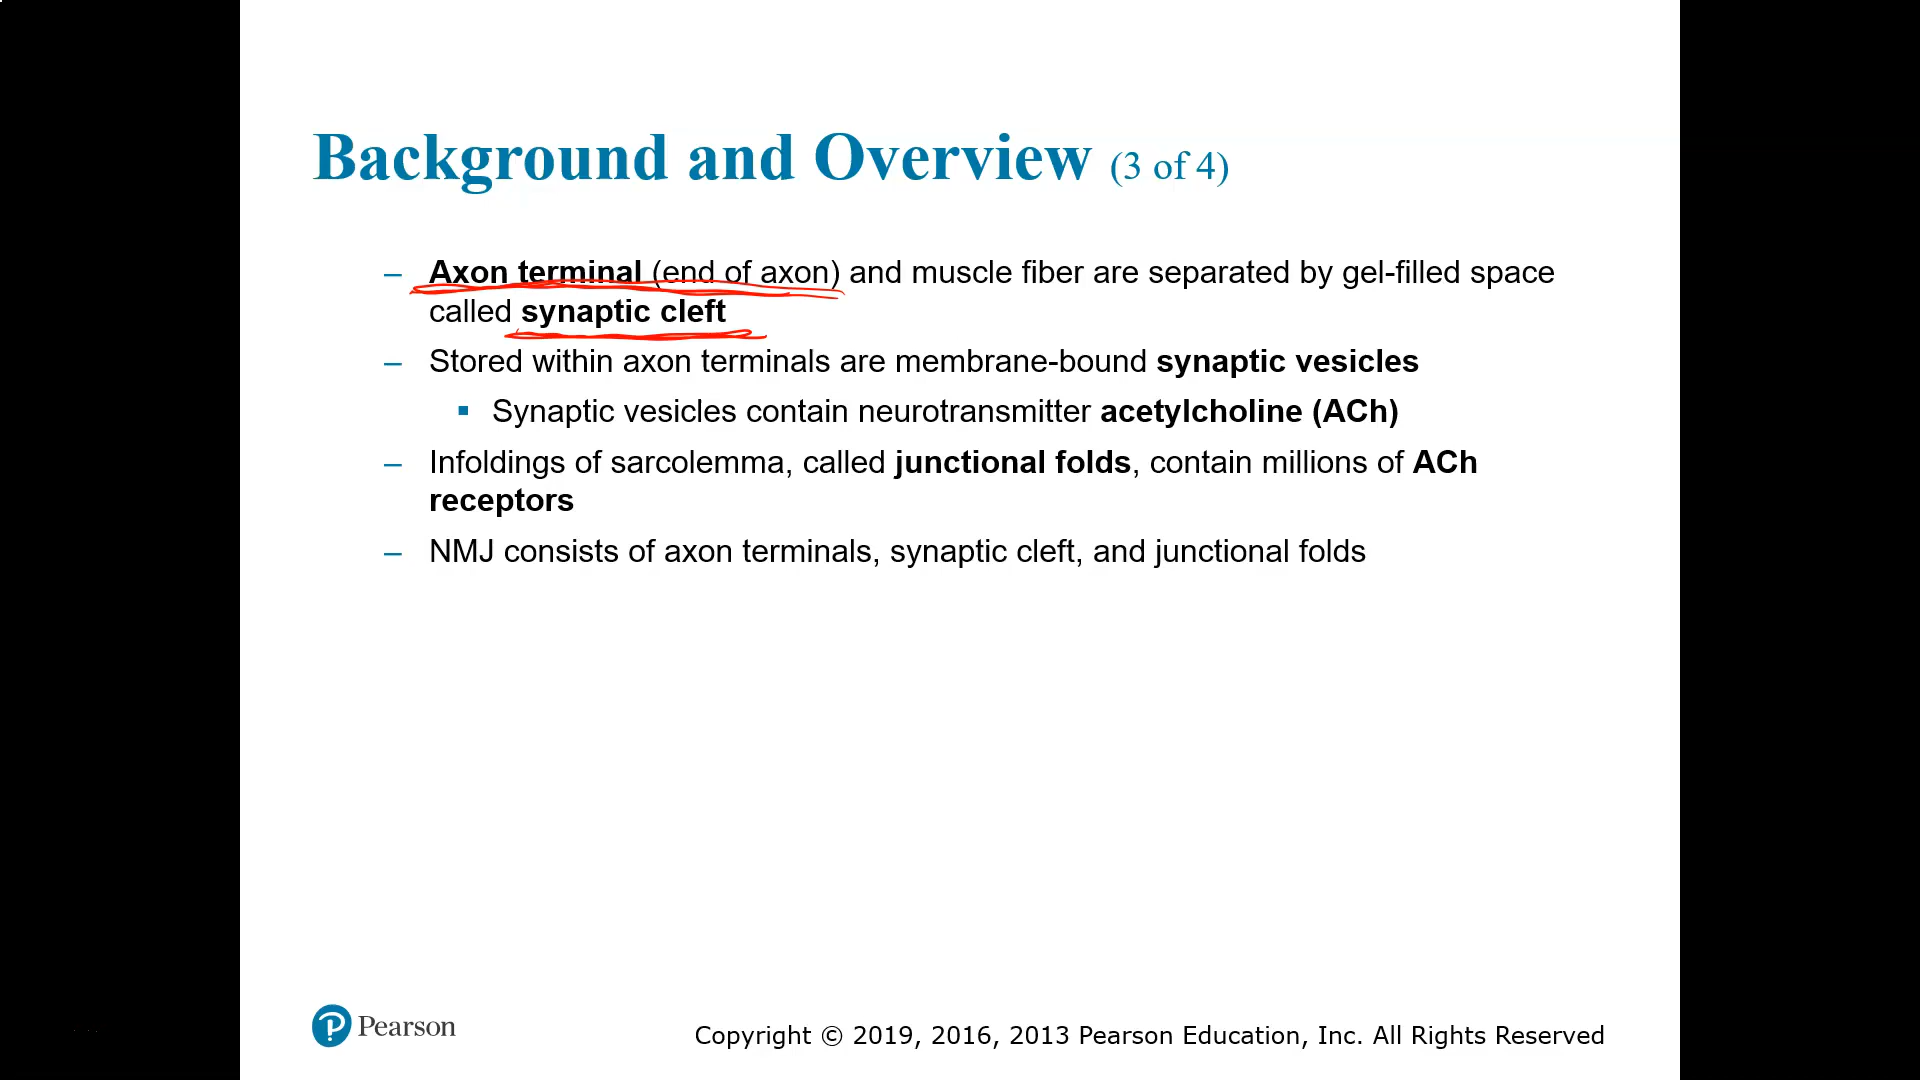 Background and Overview (3 of 4)
– Axon terminal (end of axon) and muscle fiber are separated by gel-filled space
called synaptic cleft
– Stored within axon terminals are membrane-bound synaptic vesicles
▪ Synaptic vesicles contain neurotransmitter acetylcholine (ACh)
– Infoldings of sarcolemma, called junctional folds, contain millions of ACh
receptors
– NMJ consists of axon terminals, synaptic cleft, and junctional folds
Pearson
Copyright © 2019, 2016, 2013 Pearson Education, Inc. All Rights Reserved